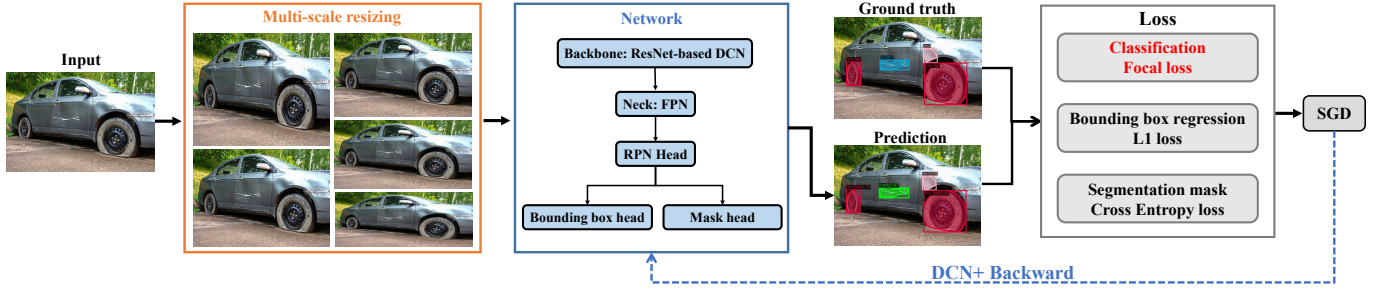 Input
Multi-scale resizing
Network
Backbone: ResNet-based DCN
Neck: FPN
RPN Head
Bounding box head
Mask head
Ground truth
Prediction
Loss
Classification
Focal loss
Bounding box regression
L1 loss
Segmentation mask
Cross Entropy loss
SGD
DCN+ Backward